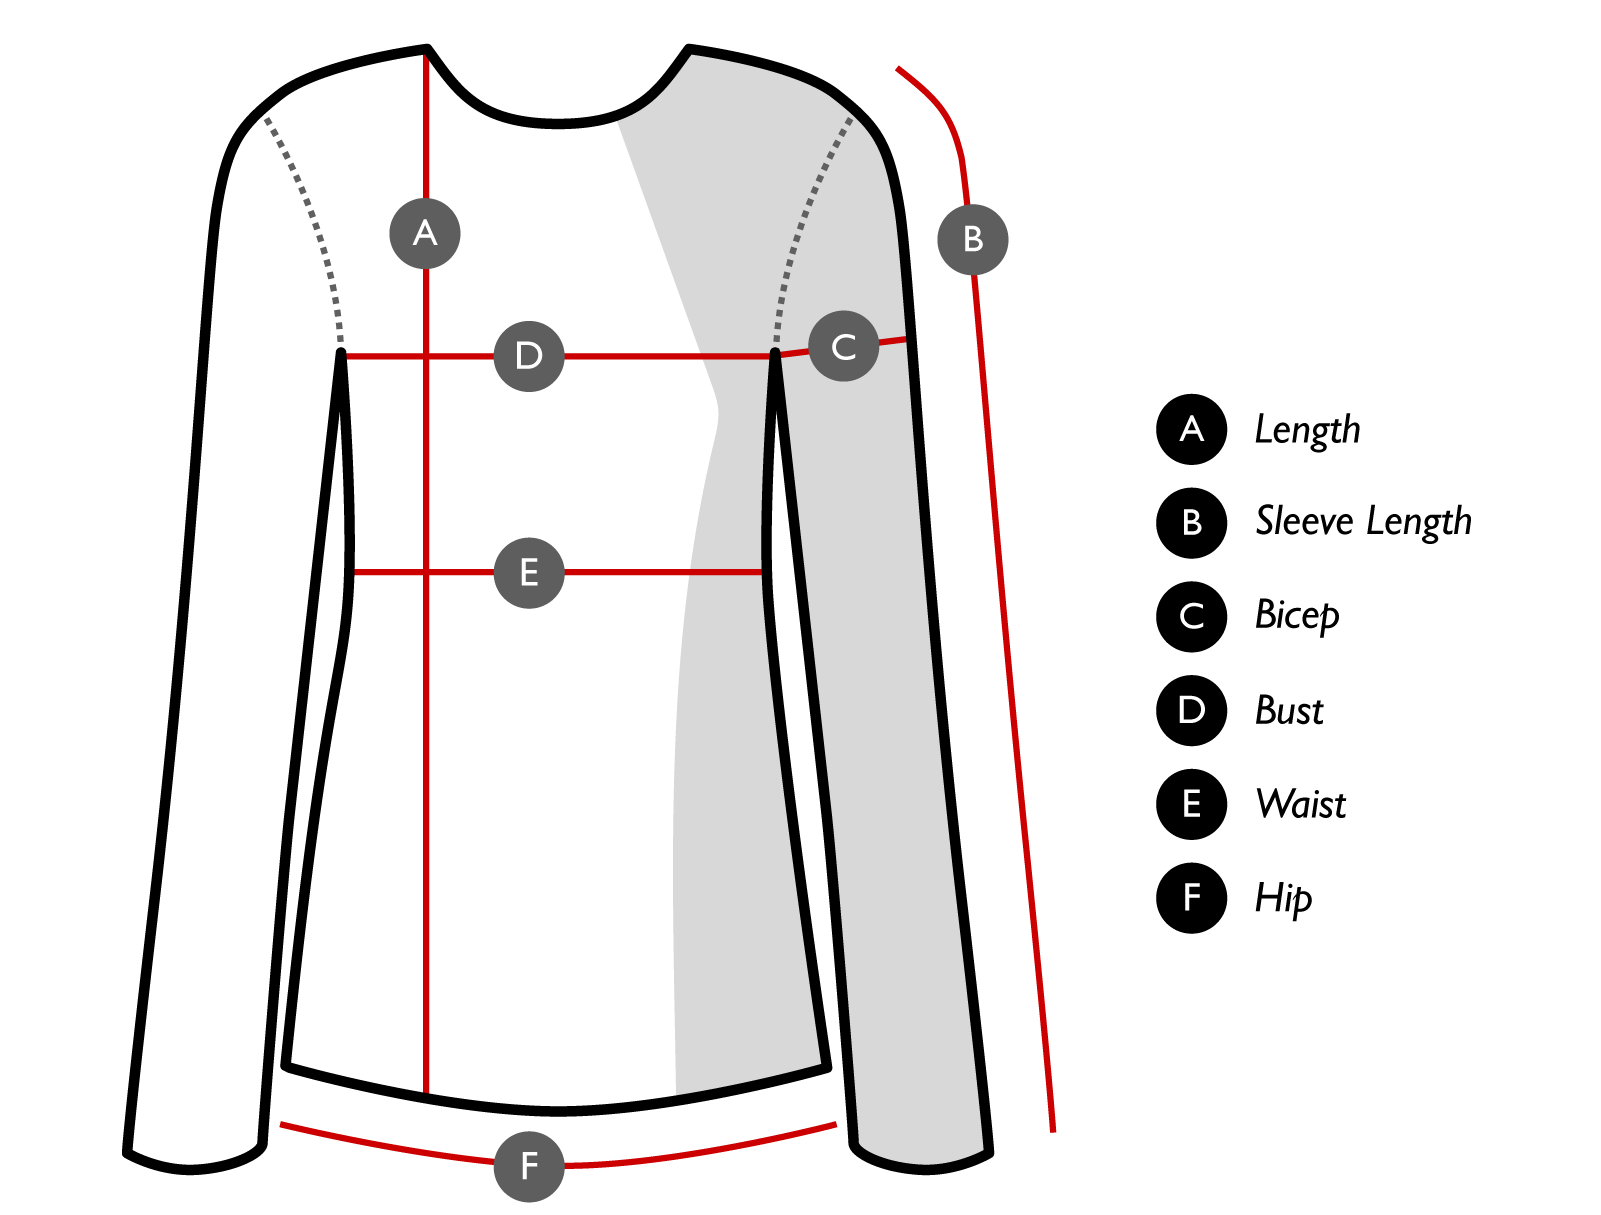 A
B
C
D
E
F
A Length
B Sleeve Length
C Bicep
D Bust
E Waist
F Hip